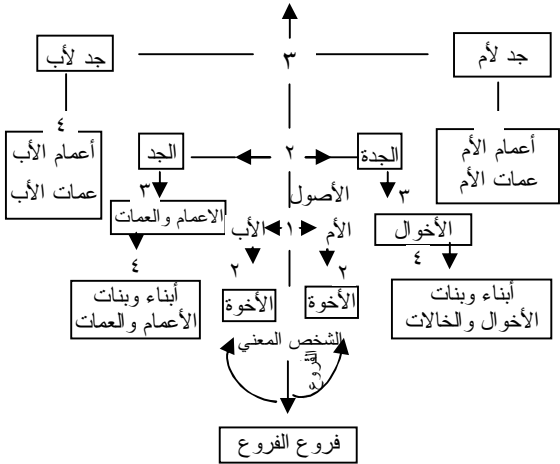 جد لأب
٣
جد لأم
٤
أعمام الأب
عمات الأب
الجد
٢
الجدة
أعمام الأم
عمات الأم
٣
الأصول
٣
الاعمام والعمات
الأب
١
الأم
الأخوال
٤
٢
٢
٤
أبناء وبنات
الأعمام والعمات
الأخوة
الأخوة
أبناء وبنات
الأخوال والخالات
الشخص المعني
الفروع
فروع الفروع